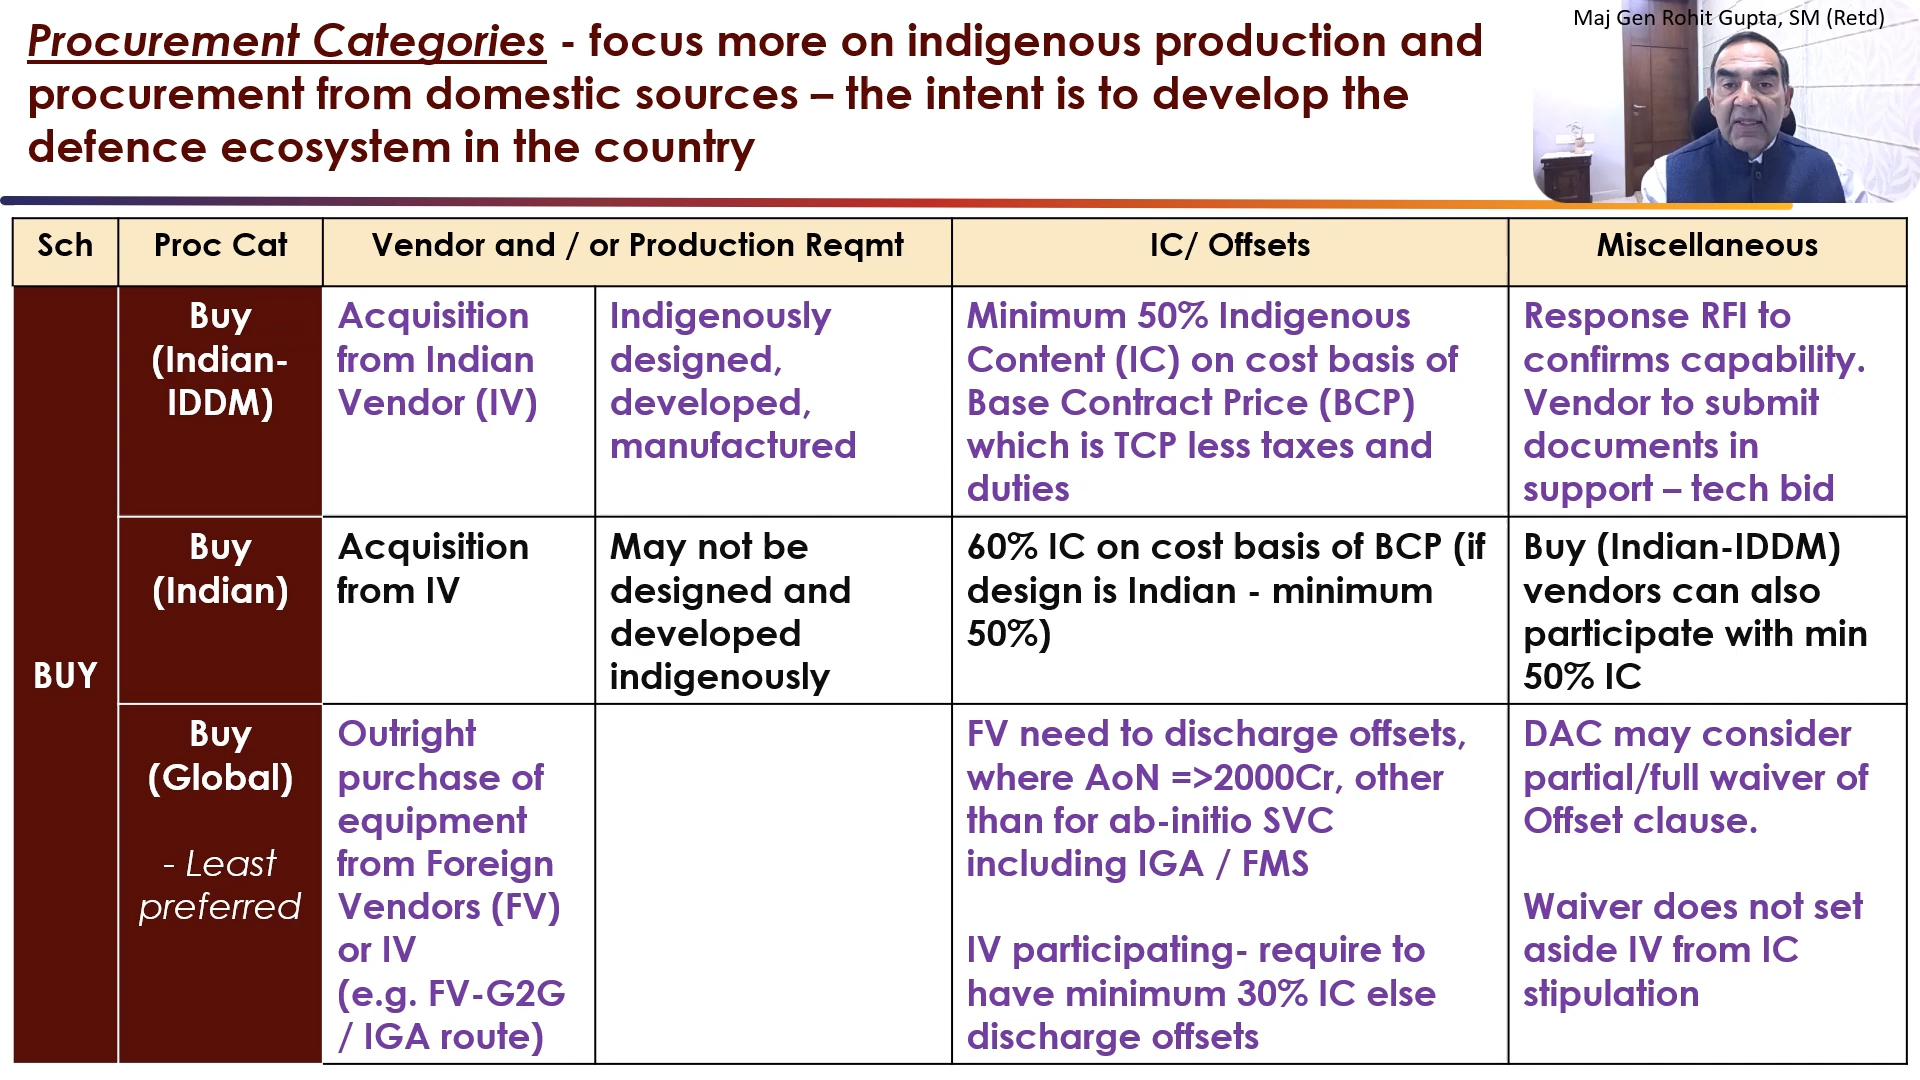 Maj Gen Rohit Gupta, SM (Retd)
Procurement Categories - focus more on indigenous production and
procurement from domestic sources – the intent is to develop the
defence ecosystem in the country
Sch
Proc Cat
Vendor and / or Production Reqmt
IC/ Offsets
Miscellaneous
BUY
Buy
(Indian-
IDDM)
Acquisition
from Indian
Vendor (IV)
Indigenously
designed,
developed,
manufactured
Minimum 50% Indigenous
Content (IC) on cost basis of
Base Contract Price (BCP)
which is TCP less taxes and
duties
Response RFI to
confirms capability.
Vendor to submit
documents in
support – tech bid
Buy
(Indian)
Acquisition
from IV
May not be
designed and
developed
indigenously
60% IC on cost basis of BCP (if
design is Indian - minimum
50%)
Buy (Indian-IDDM)
vendors can also
participate with min
50% IC
Buy
(Global)
- Least
preferred
Outright
purchase of
equipment
from Foreign
Vendors (FV)
or IV
(e.g. FV-G2G
/ IGA route)
FV need to discharge offsets,
where AoN =>2000Cr, other
than for ab-initio SVC
including IGA / FMS
IV participating- require to
have minimum 30% IC else
discharge offsets
DAC may consider
partial/full waiver of
Offset clause.
Waiver does not set
aside IV from IC
stipulation